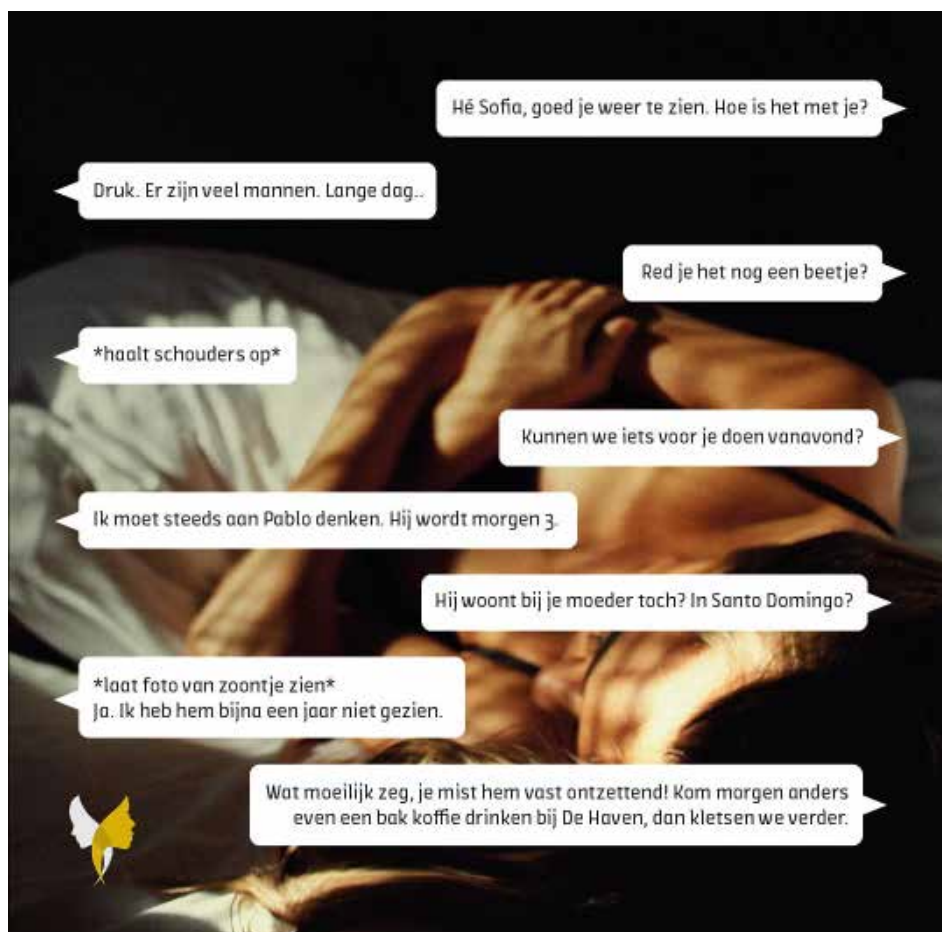 Hé Sofia, goed je weer te zien. Hoe is het met je?
Druk. Er zijn veel mannen. Lange dag..
Red je het nog een beetje?
*haalt schouders op*
Kunnen we iets voor je doen vanavond?
Ik moet steeds aan Pablo denken. Hij wordt morgen 3.
Hij woont bij je moeder toch? In Santo Domingo?
*laat foto van zoontje zien*
Ja. Ik heb hem bijna een jaar niet gezien.
Wat moeilijk zeg, je mist hem vast ontzettend! Kom morgen anders
even een bak koffie drinken bij De Haven, dan kletsen we verder.